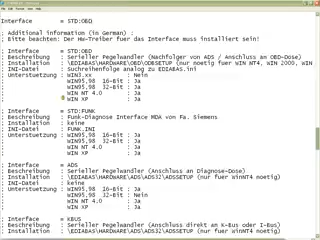 Interface = STD:OBD
; Additional information (in German) :
; Bitte beachten: Der HW-Treiber fuer das Interface muss installiert sein!
; Interface = STD:OBD
; Beschreibung : Serieller Pegelwandler (Nachfolger von ADS / Anschluss an OBD-Dose)
; Installation : \EDIABAS\HARDWARE\OBD\OBDSETUP (nur noetig fuer WIN NT4, WIN 2000, WIN
; INI-Datei : Suchreihenfolge analog zu EDIABAS.ini
; Unterstuetzung : WIN3.xx : Nein
; WIN95,98 16-Bit : Ja
; WIN95,98 32-Bit : Ja
; WIN NT 4.0 : Ja
; WIN XP : Ja
; Interface = STD:FUNK
; Beschreibung : Funk-Diagnose Interface MDA von Fa. Siemens
; Installation : keine
; INI-Datei : FUNK.INI
; Unterstuetzung : WIN95,98 16-Bit : Ja
; WIN95,98 32-Bit : Ja
; WIN NT 4.0 : Ja
; WIN XP : Ja
; Interface = ADS
; Beschreibung : Serieller Pegelwandler (Anschluss an Diagnose-Dose)
; Installation : \EDIABAS\HARDWARE\ADS\ADS32\ADSSETUP (nur fuer WinNT4 noetig)
; INI-Datei : keine
; Unterstuetzung : WIN95,98 16-Bit : Ja
; WIN95,98 32-Bit : Ja
; WIN NT 4.0 : Ja
; WIN XP : Ja
; Interface = KBUS
; Beschreibung : Serieller Pegelwandler (Anschluss direkt am K-Bus oder I-Bus)
; Installation : \EDIABAS\HARDWARE\ADS\ADS32\ADSSETUP (nur fuer WinNT4 noetig)